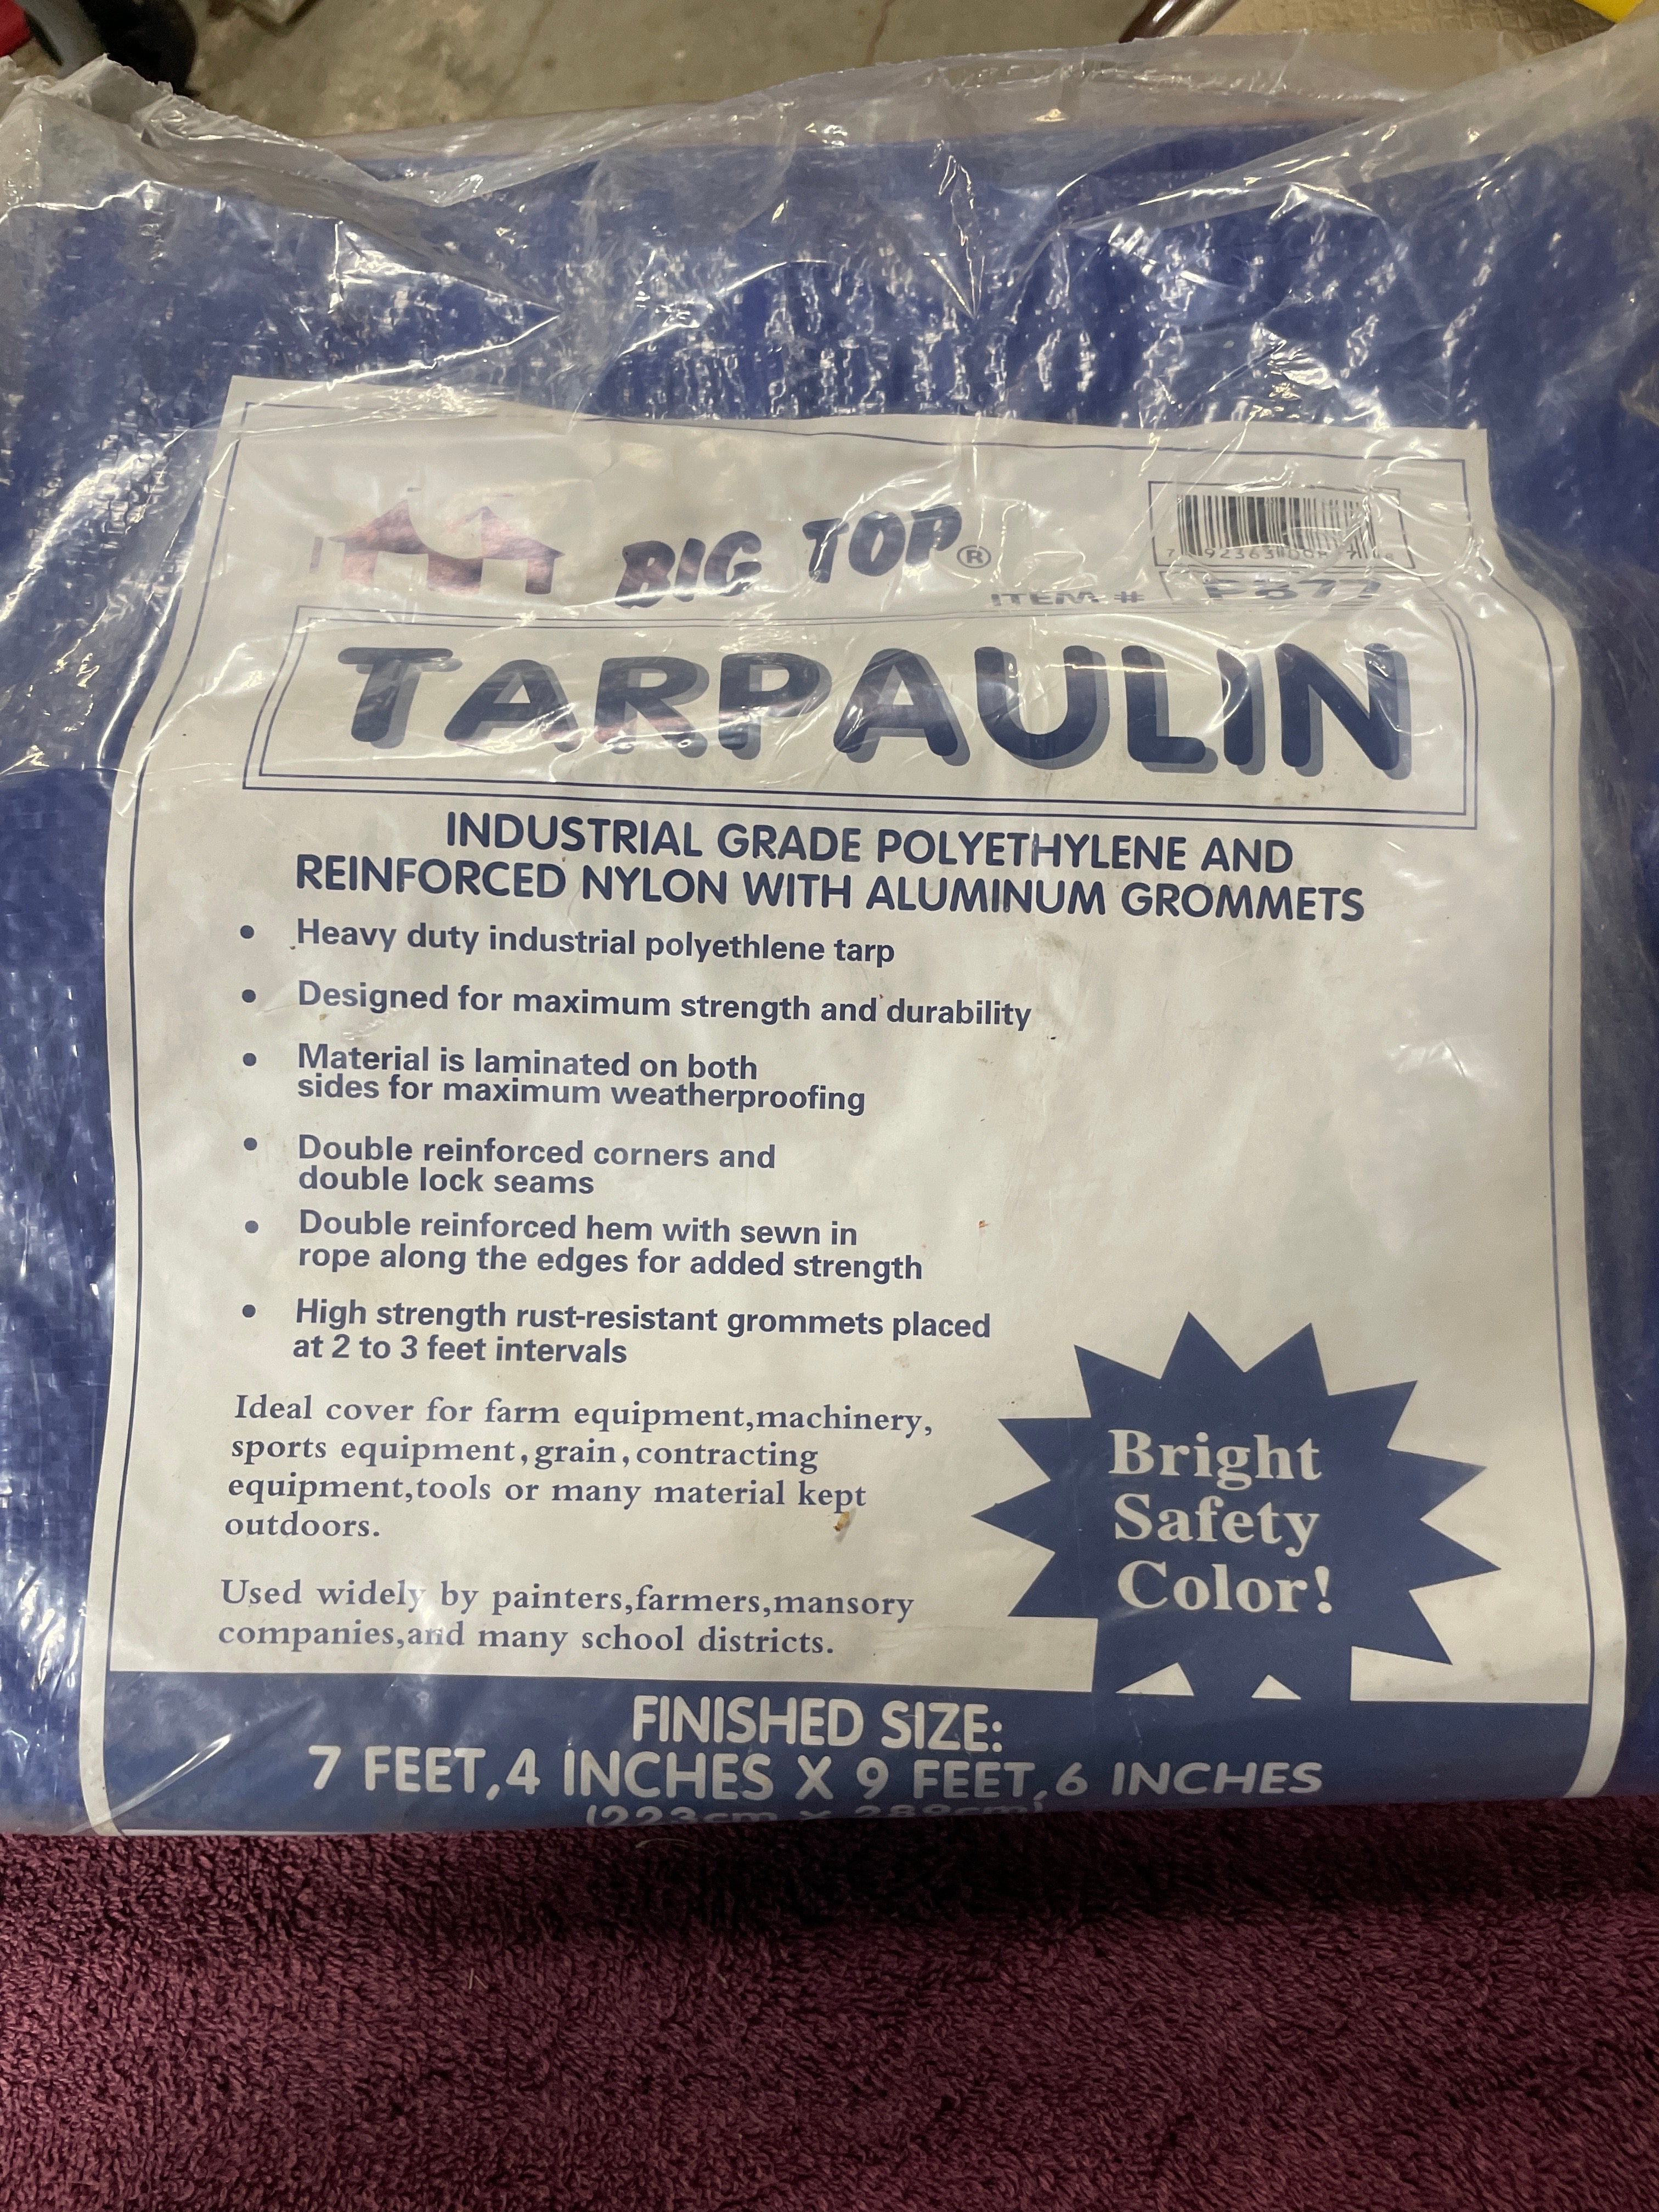 BIG TOP®
ITEM #
TARPAULIN
INDUSTRIAL GRADE POLYETHYLENE AND
REINFORCED NYLON WITH ALUMINUM GROMMETS
• Heavy duty industrial polyethlene tarp
• Designed for maximum strength and durability
• Material is laminated on both
sides for maximum weatherproofing
• Double reinforced corners and
double lock seams
• Double reinforced hem with sewn in
rope along the edges for added strength
• High strength rust-resistant grommets placed
at 2 to 3 feet intervals
Ideal cover for farm equipment,machinery,
sports equipment,grain,contracting
equipment,tools or many material kept
outdoors.
Used widely by painters,farmers,mansory
companies,and many school districts.
Bright
Safety
Color!
FINISHED SIZE:
7 FEET,4 INCHES X 9 FEET,6 INCHES
(223cm x 289cm)